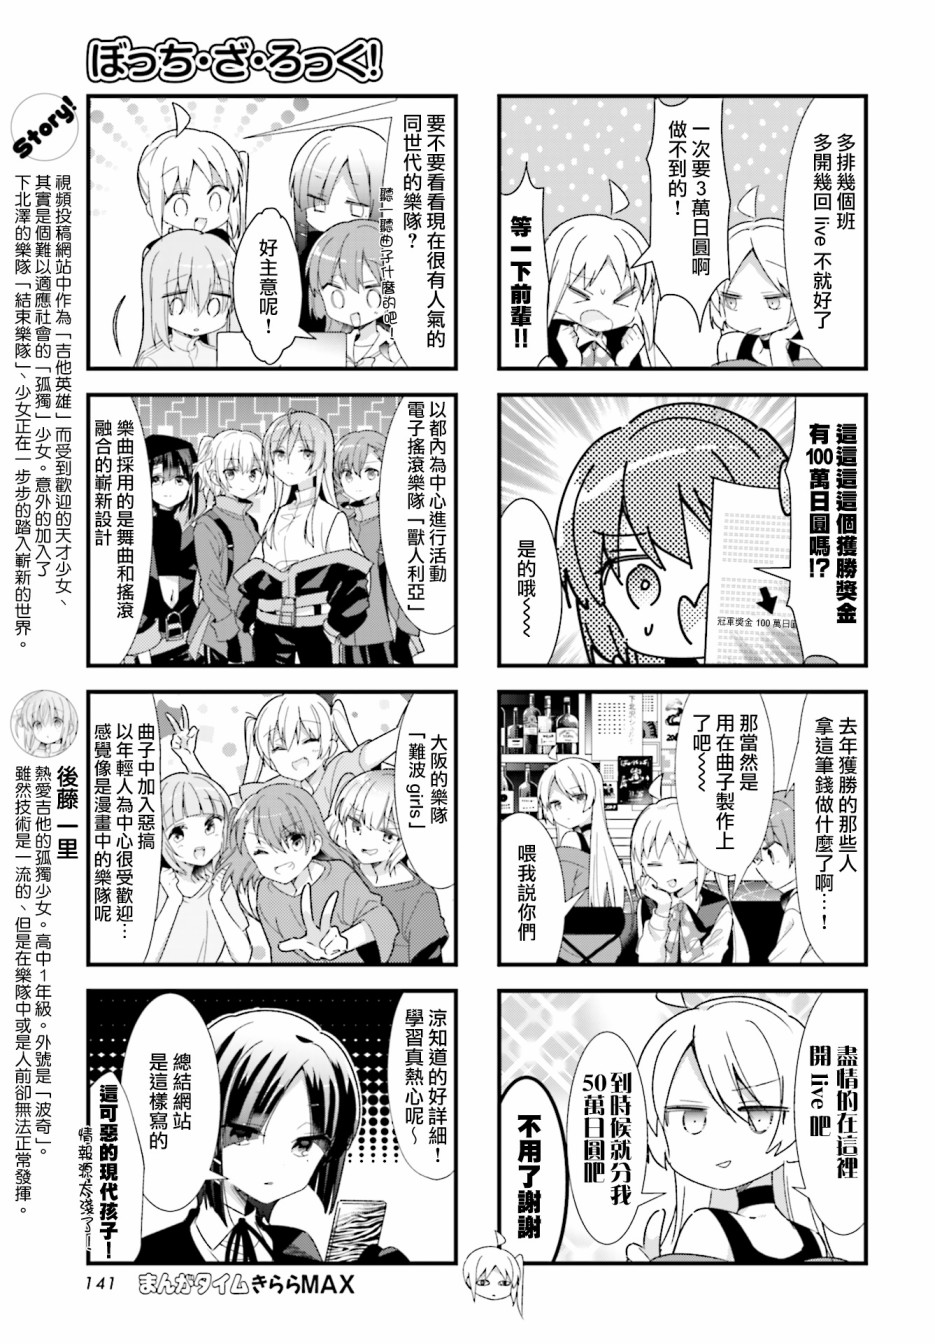 ぼっち・ざ・ろっく!
多排幾個班
多開幾回live不就好了
一次要3萬日圓啊
做不到的!
等一下前輩!!
這這這這個獲勝獎金
有100萬日圓嗎!?
冠軍獎金 100 萬日圓
是的哦~~~
去年獲勝的那些人
拿這筆錢做什麼了啊…!
那當然是
用在曲子製作上
了吧~~~
喂我説你們
盡情的在這裡
開live吧
到時候就分我
50萬日圓吧
不用了謝謝
要不要看看現在很有人氣的
同世代的樂隊?
聽一聽曲子什麼的吧!
好主意呢!
以都內為中心進行活動
電子搖滾樂隊「獸人利亞」
樂曲採用的是舞曲和搖滾
融合的嶄新設計
大阪的樂隊
「難波girls」
曲子中加入惡搞
以年輕人為中心很受歡迎…
感覺像是漫畫中的樂隊呢
涼知道的好詳細!
學習真熱心呢~
總結網站
是這樣寫的
這可惡的現代孩子!
情報源太淺了!
Story!
視頻投稿網站中作為「吉他英雄」而受到歡迎的天才少女、
其實是個難以適應社會的「孤獨」少女。意外的加入了
下北澤的樂隊「結束樂隊」、少女正在一步步的踏入嶄新的世界。
後藤一里
熱愛吉他的孤獨少女。高中1年級。外號是「波奇」。
雖然技術是一流的、但是在樂隊中或是人前卻無法正常發揮。
141
まんがタイムきららMAX